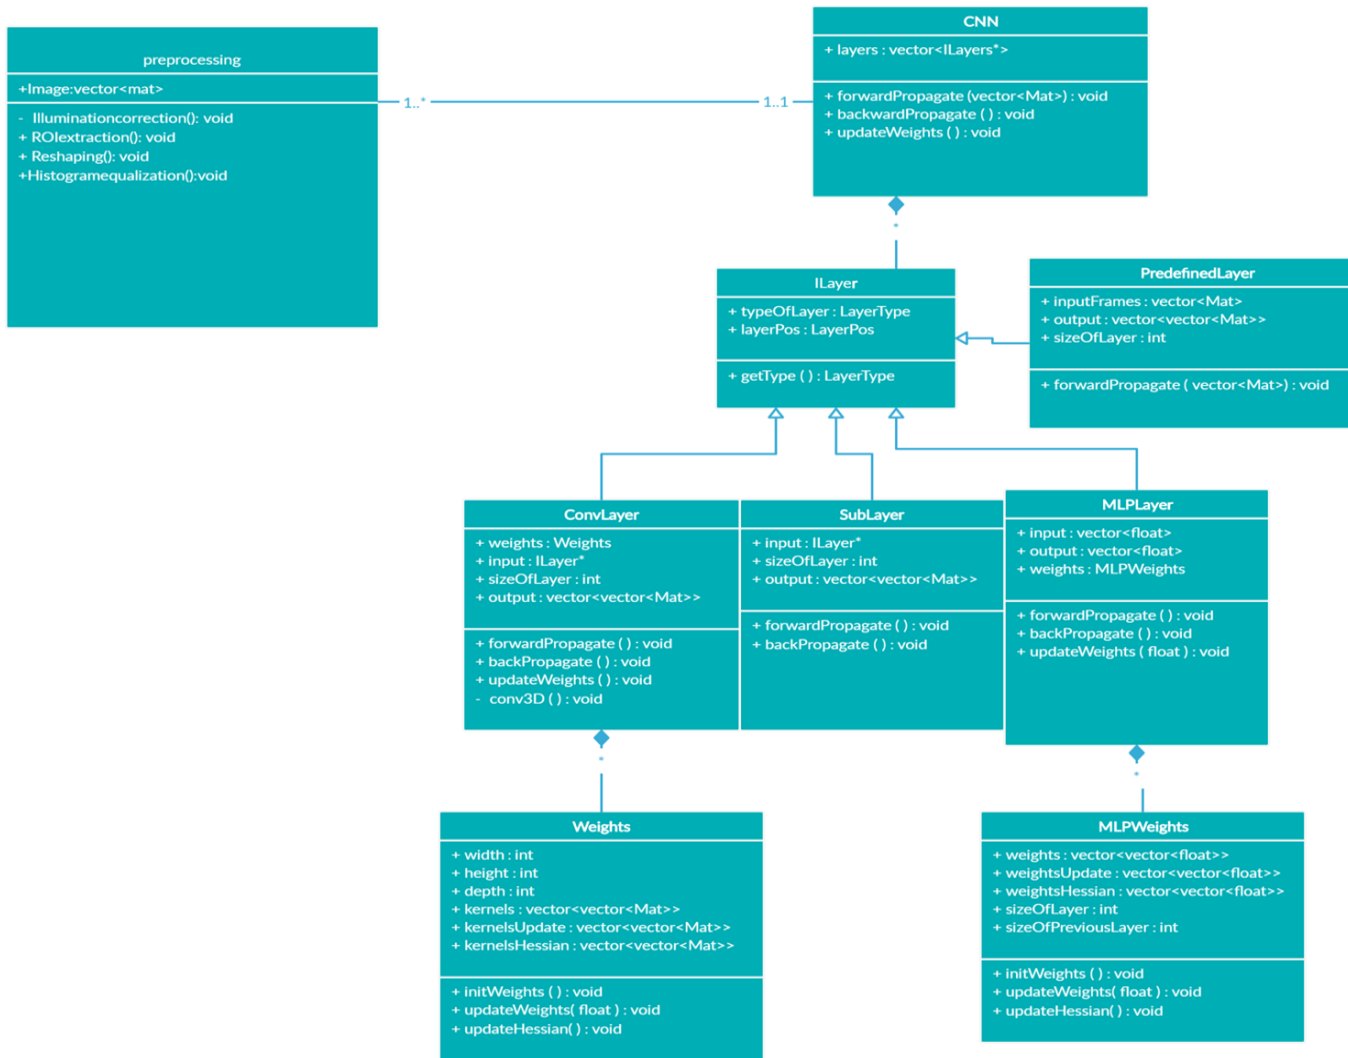 preprocessing
+Image:vector<mat>
- Illuminationcorrection(): void
+ ROIextraction(): void
+ Reshaping(): void
+Histogramequalization():void
1..*
1..1
CNN
+ layers : vector<ILayers*>
+ forwardPropagate (vector<Mat>) : void
+ backwardPropagate ( ) : void
+ updateWeights ( ) : void
*
ILayer
+ typeOfLayer : LayerType
+ layerPos : LayerPos
+ getType ( ) : LayerType
PredefinedLayer
+ inputFrames : vector<Mat>
+ output : vector<vector<Mat>>
+ sizeOfLayer : int
+ forwardPropagate ( vector<Mat>) : void
ConvLayer
+ weights : Weights
+ input : ILayer*
+ sizeOfLayer : int
+ output : vector<vector<Mat>>
+ forwardPropagate ( ) : void
+ backPropagate ( ) : void
+ updateWeights ( ) : void
- conv3D ( ) : void
SubLayer
+ input : ILayer*
+ sizeOfLayer : int
+ output : vector<vector<Mat>>
+ forwardPropagate ( ) : void
+ backPropagate ( ) : void
MLPLayer
+ input : vector<float>
+ output : vector<float>
+ weights : MLPWeights
+ forwardPropagate ( ) : void
+ backPropagate ( ) : void
+ updateWeights ( float ) : void
*
*
Weights
+ width : int
+ height : int
+ depth : int
+ kernels : vector<vector<Mat>>
+ kernelsUpdate : vector<vector<Mat>>
+ kernelsHessian : vector<vector<Mat>>
+ initWeights ( ) : void
+ updateWeights( float ) : void
+ updateHessian( ) : void
MLPWeights
+ weights : vector<vector<float>>
+ weightsUpdate : vector<vector<float>>
+ weightsHessian : vector<vector<float>>
+ sizeOfLayer : int
+ sizeOfPreviousLayer : int
+ initWeights ( ) : void
+ updateWeights( float ) : void
+ updateHessian( ) : void